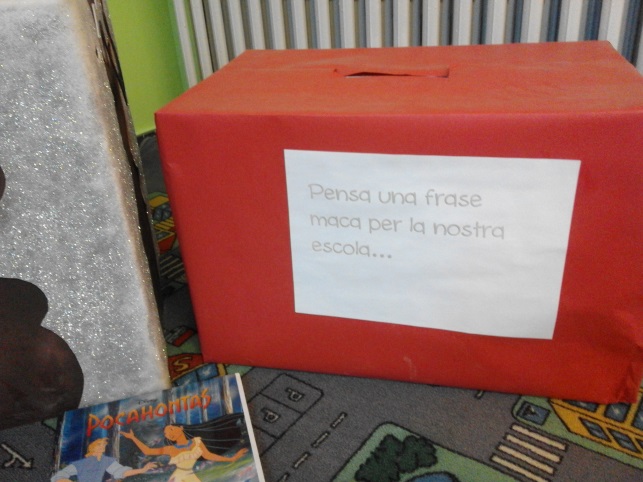 Pensa una frase
maca per la nostra
escola...
POCAHONTAS